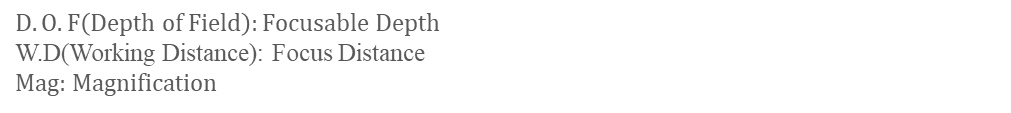 D. O. F(Depth of Field): Focusable Depth
W.D(Working Distance): Focus Distance
Mag: Magnification